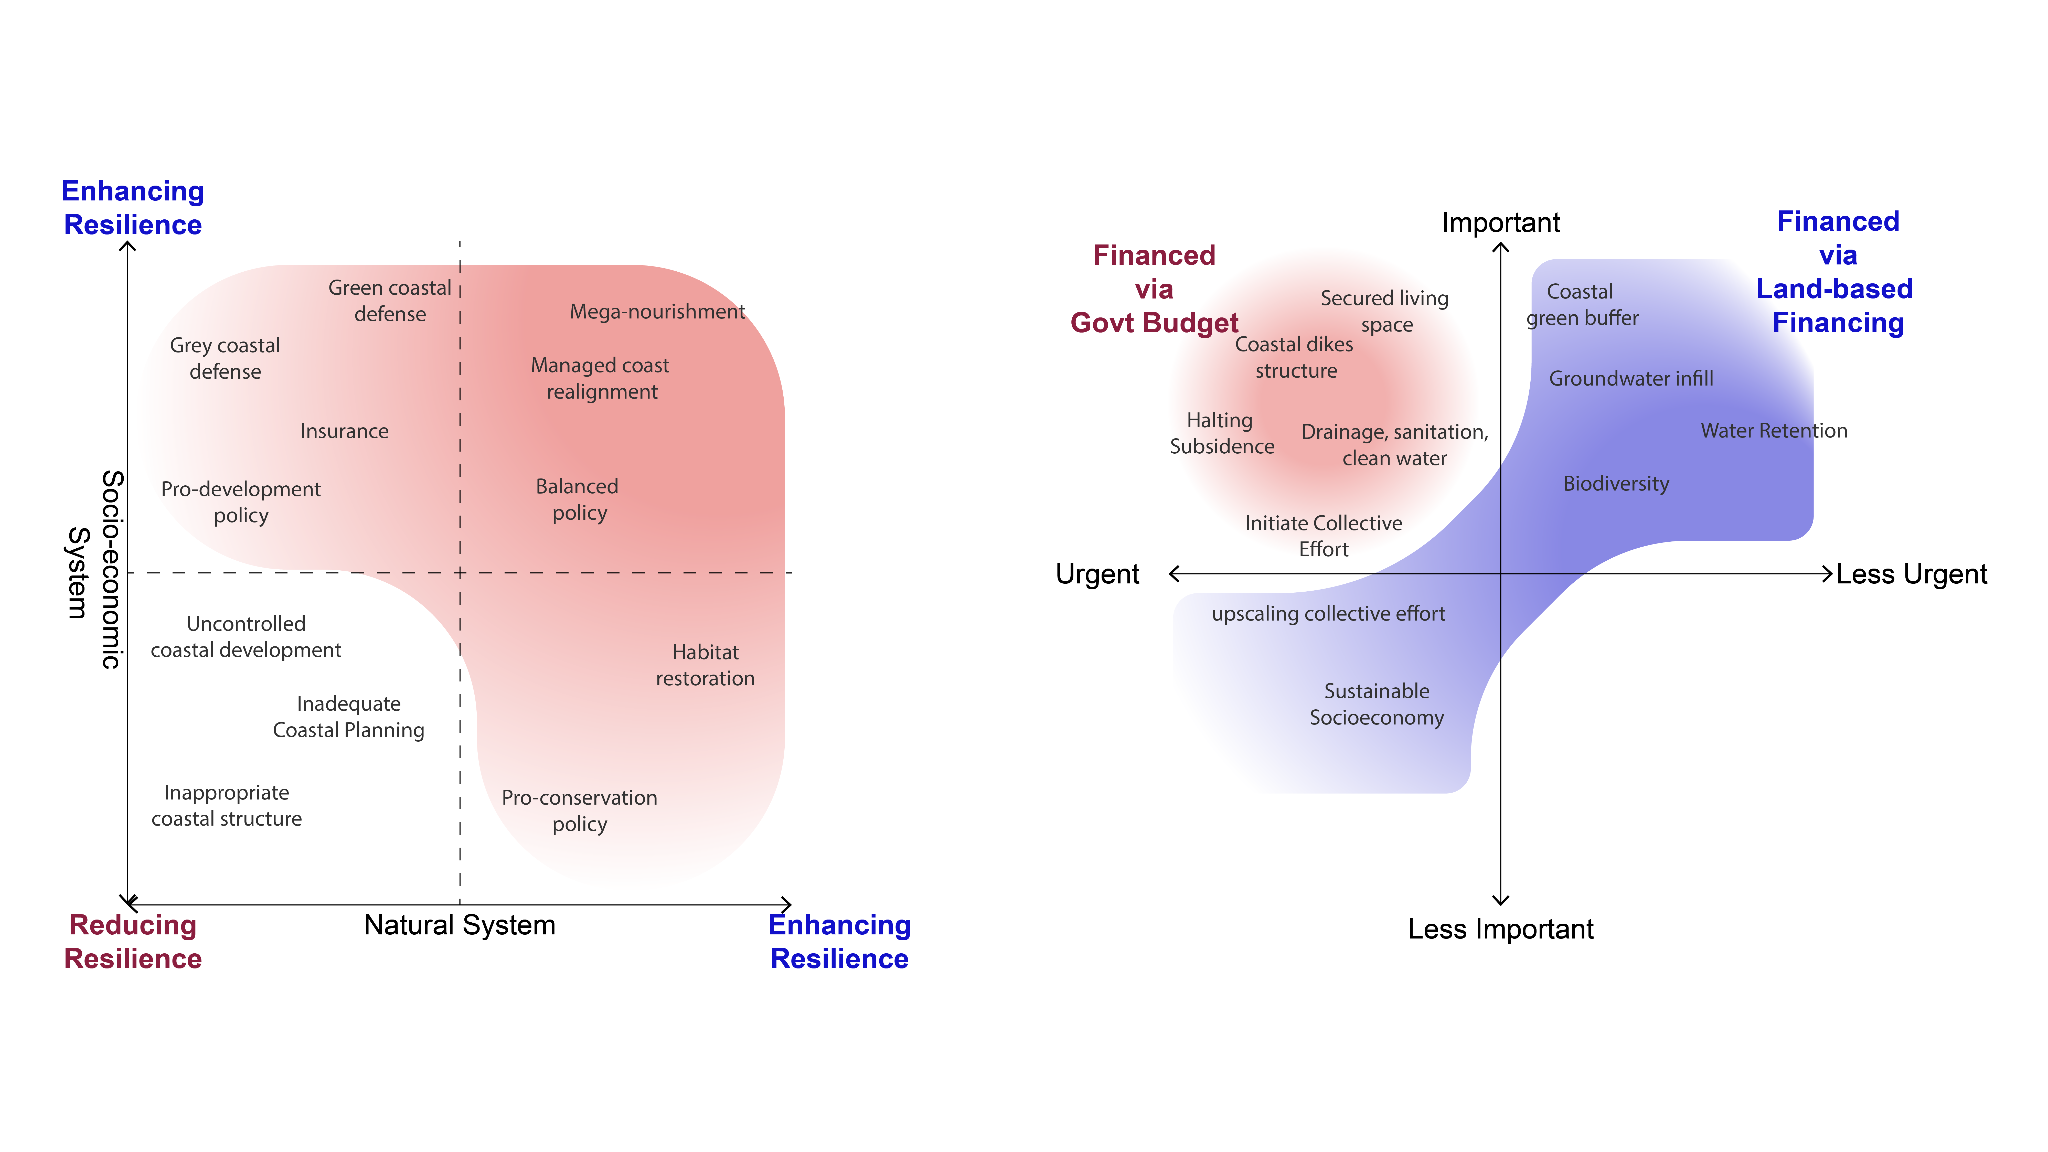 Enhancing
Resilience
Green coastal
defense
Mega-nourishment
Grey coastal
defense
Managed coast
realignment
Insurance
Pro-development
policy
Balanced
policy
Socio-economic
System
Uncontrolled
coastal development
Habitat
restoration
Inadequate
Coastal Planning
Inappropriate
coastal structure
Pro-conservation
policy
Reducing
Resilience
Natural System
Enhancing
Resilience
Important
Financed
via
Govt Budget
Financed
via
Land-based
Financing
Secured living
space
Coastal
green buffer
Coastal dikes
structure
Groundwater infill
Halting
Subsidence
Drainage, sanitation,
clean water
Water Retention
Biodiversity
Initiate Collective
Effort
Urgent
Less Urgent
upscaling collective effort
Sustainable
Socioeconomy
Less Important